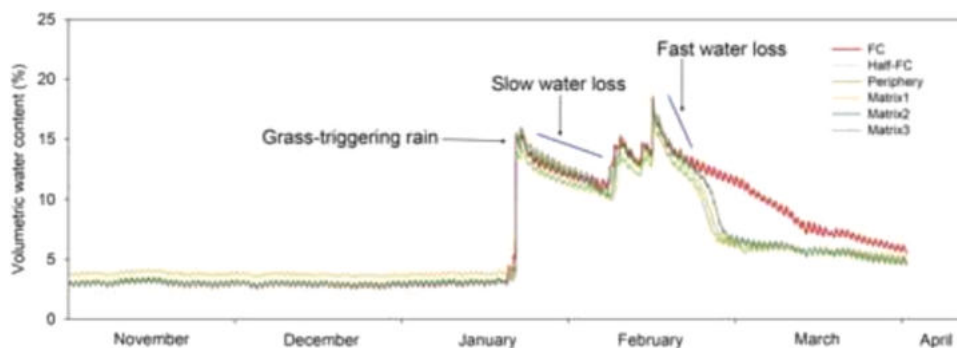 25
20
15
10
5
0
Volumetric water content (%)
Fast water loss
Slow water loss
Grass-triggering rain
FC
Half-FC
Periphery
Matrix1
Matrix2
Matrix3
November
December
January
February
March
April